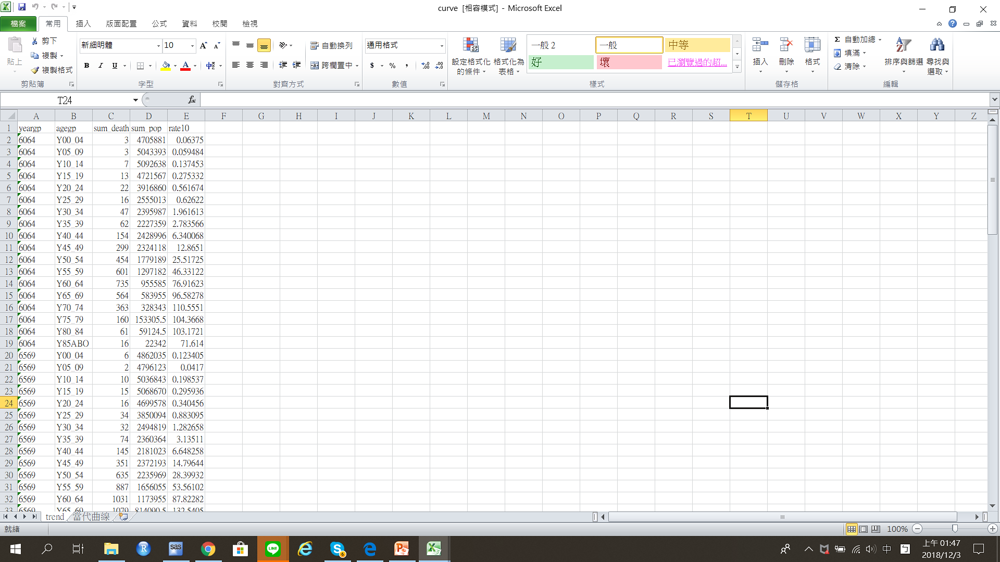 curve [相容模式] - Microsoft Excel
檔案 常用 插入 版面配置 公式 資料 校閱 檢視
貼上 剪下 複製 複製格式 剪貼簿
新細明體 10 B I U A 字型
自動換列 跨欄置中 對齊方式
通用格式 $ % , 數值
設定格式化的條件 格式化為表格
一般 2 一般 中等
好 壞 已瀏覽過的超...
樣式
插入 刪除 格式 儲存格
Σ 自動加總 填滿 清除 排序與篩選 尋找與選取 編輯
T24 fx
A B C D E F G H I J K L M N O P Q R S T U V W X Y Z
1 yeargp agegp sum_death sum_pop rate10
2 6064 Y00_04 3 4705881 0.06375
3 6064 Y05_09 3 5043393 0.059484
4 6064 Y10_14 7 5092638 0.137453
5 6064 Y15_19 13 4721567 0.275332
6 6064 Y20_24 22 3916860 0.561674
7 6064 Y25_29 16 2555013 0.62622
8 6064 Y30_34 47 2395987 1.961613
9 6064 Y35_39 62 2227359 2.783566
10 6064 Y40_44 154 2428996 6.340068
11 6064 Y45_49 299 2324118 12.8651
12 6064 Y50_54 454 1779189 25.51725
13 6064 Y55_59 601 1297182 46.33122
14 6064 Y60_64 735 955585 76.91623
15 6064 Y65_69 564 583955 96.58278
16 6064 Y70_74 363 328343 110.5551
17 6064 Y75_79 160 153305.5 104.3668
18 6064 Y80_84 61 59124.5 103.1721
19 6064 Y85ABO 16 22342 71.614
20 6569 Y00_04 6 4862035 0.123405
21 6569 Y05_09 2 4796123 0.0417
22 6569 Y10_14 10 5036843 0.198537
23 6569 Y15_19 15 5068670 0.295936
24 6569 Y20_24 16 4699578 0.340456
25 6569 Y25_29 34 3850094 0.883095
26 6569 Y30_34 32 2494819 1.282658
27 6569 Y35_39 74 2360364 3.13511
28 6569 Y40_44 145 2181023 6.648258
29 6569 Y45_49 351 2372193 14.79644
30 6569 Y50_54 635 2235969 28.39932
31 6569 Y55_59 887 1656055 53.56102
32 6569 Y60_64 1031 1173955 87.82282
33 6569 Y65_69 1079 814090.5 132.5405
trend 當代曲線
就緒 100%
R sas LINE 6 中 上午 01:47
2018/12/3